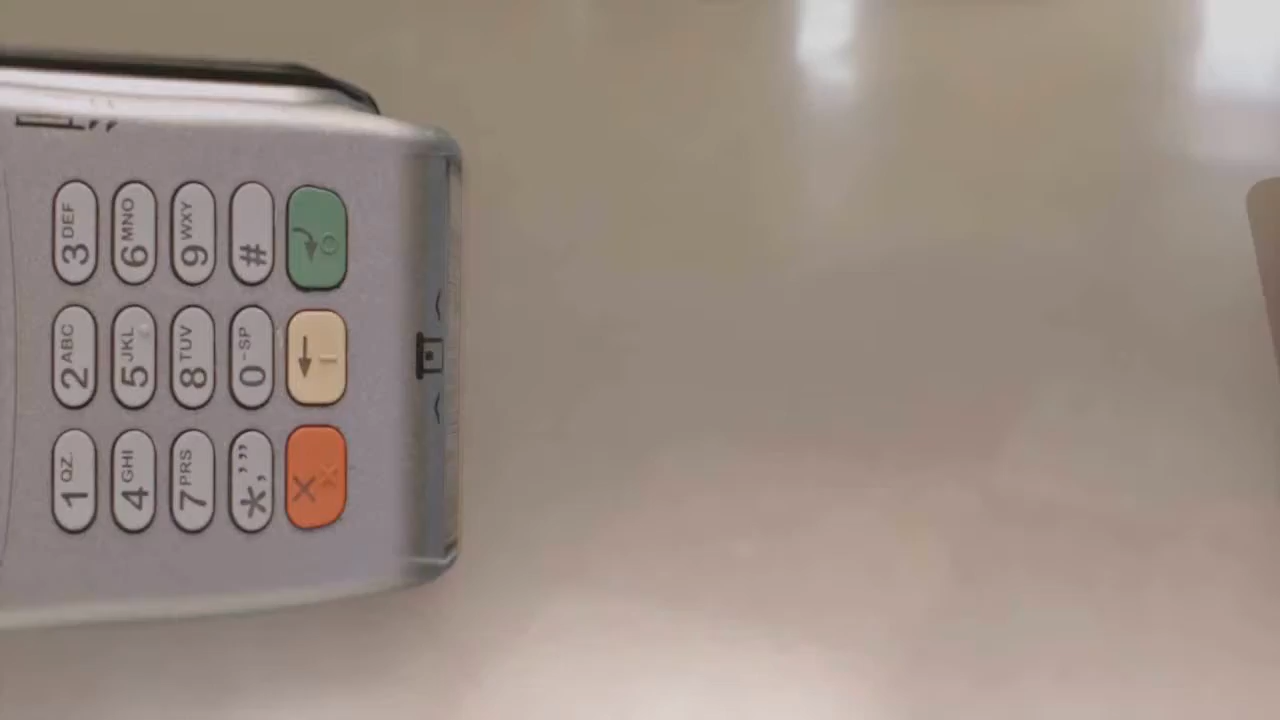 1 QZ. 2 ABC 3 DEF
4 GHI 5 JKL 6 MNO
7 PRS 8 TUV 9 WXY
*,'" 0 -SP #